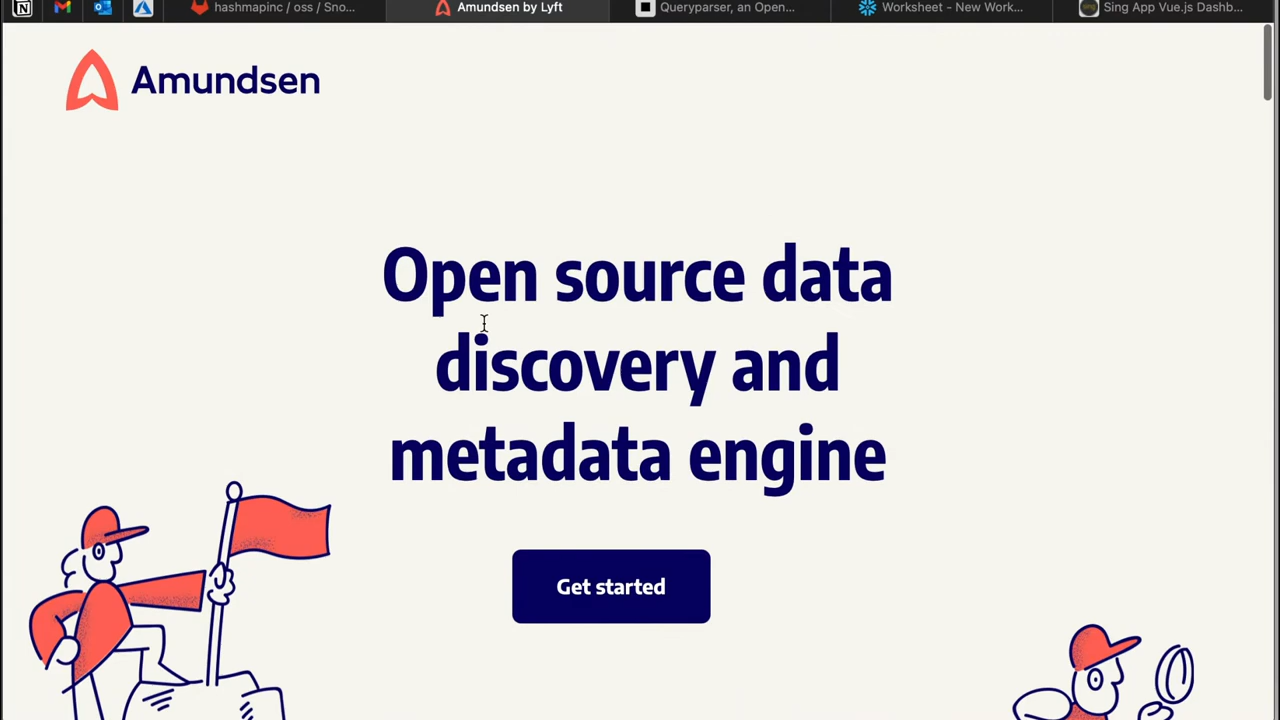 hashmapinc / oss / Sno...
Amundsen by Lyft
Queryparser, an Open...
Worksheet - New Work...
Sing App Vue.js Dashb...
Amundsen
Open source data
discovery and
metadata engine
Get started